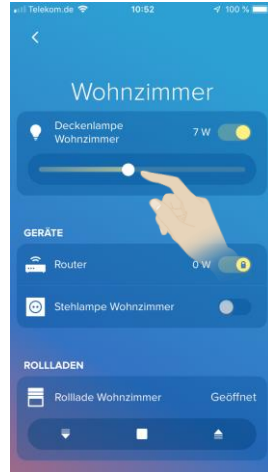 Telekom.de 10:52 100 %
Wohnzimmer
Deckenlampe
Wohnzimmer
7 W
GERÄTE
Router 0 W
Stehlampe Wohnzimmer
ROLLLADEN
Rolllade Wohnzimmer Geöffnet